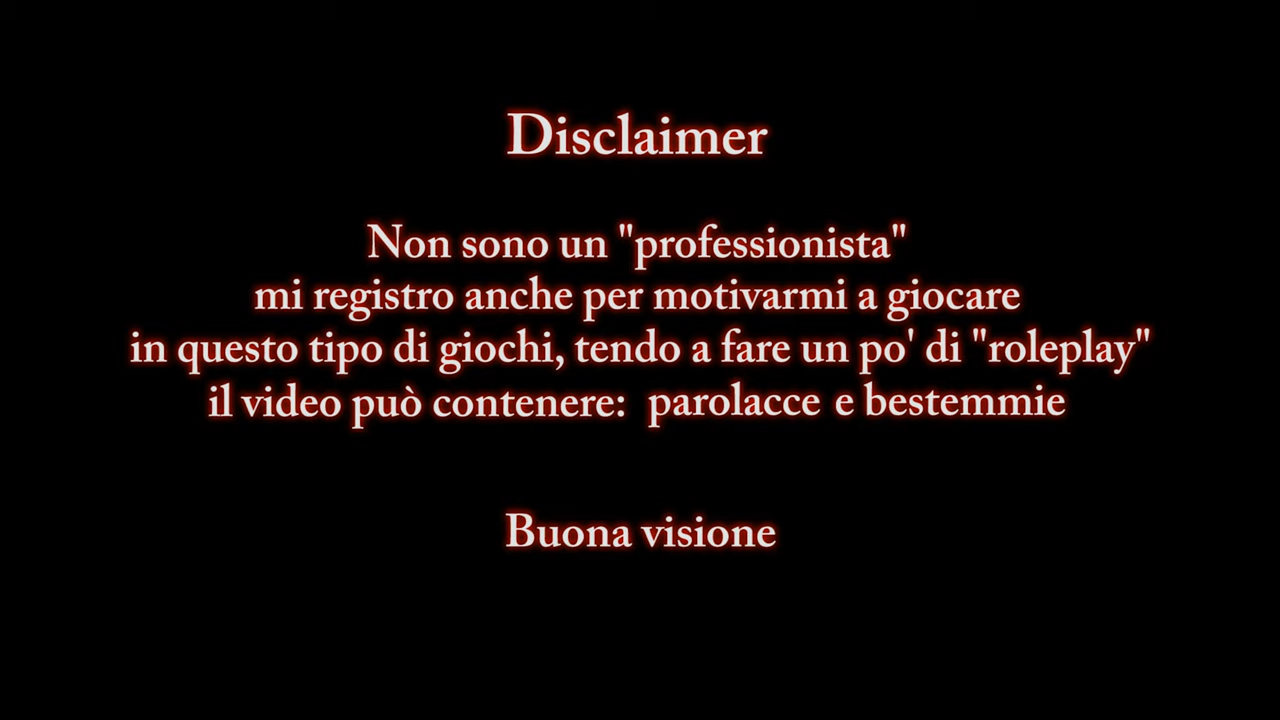 Disclaimer
Non sono un "professionista"
mi registro anche per motivarmi a giocare
in questo tipo di giochi, tendo a fare un po' di "roleplay"
il video può contenere: parolacce e bestemmie
Buona visione